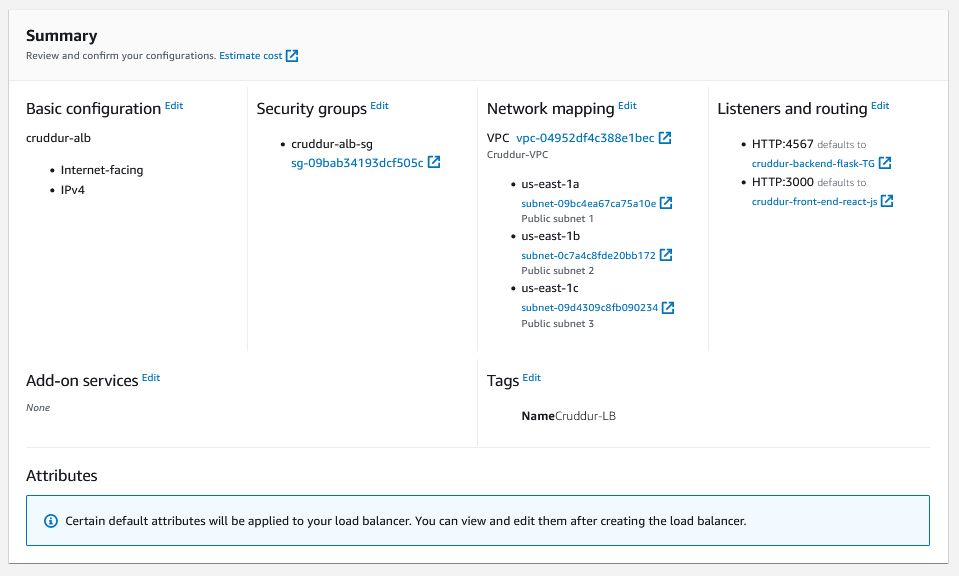 Summary
Review and confirm your configurations. Estimate cost
Basic configuration Edit
cruddur-alb
Internet-facing
IPv4
Security groups Edit
cruddur-alb-sg
sg-09bab34193dcf505c
Network mapping Edit
VPC vpc-04952df4c388e1bec
Cruddur-VPC
us-east-1a
subnet-09bc4ea67ca75a10e
Public subnet 1
us-east-1b
subnet-0c7a4c8fde20bb172
Public subnet 2
us-east-1c
subnet-09d4309c8fb090234
Public subnet 3
Listeners and routing Edit
HTTP:4567 defaults to
cruddur-backend-flask-TG
HTTP:3000 defaults to
cruddur-front-end-react-js
Add-on services Edit
None
Tags Edit
NameCruddur-LB
Attributes
Certain default attributes will be applied to your load balancer. You can view and edit them after creating the load balancer.